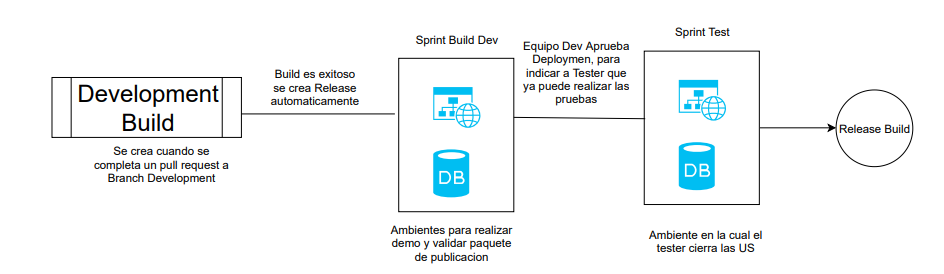 Development
Build
Se crea cuando se
completa un pull request a
Branch Development
Build es exitoso
se crea Release
automaticamente
Sprint Build Dev
DB
Ambientes para realizar
demo y validar paquete
de publicacion
Equipo Dev Aprueba
Deploymen, para
indicar a Tester que
ya puede realizar las
pruebas
Sprint Test
DB
Ambiente en la cual el
tester cierra las US
Release Build